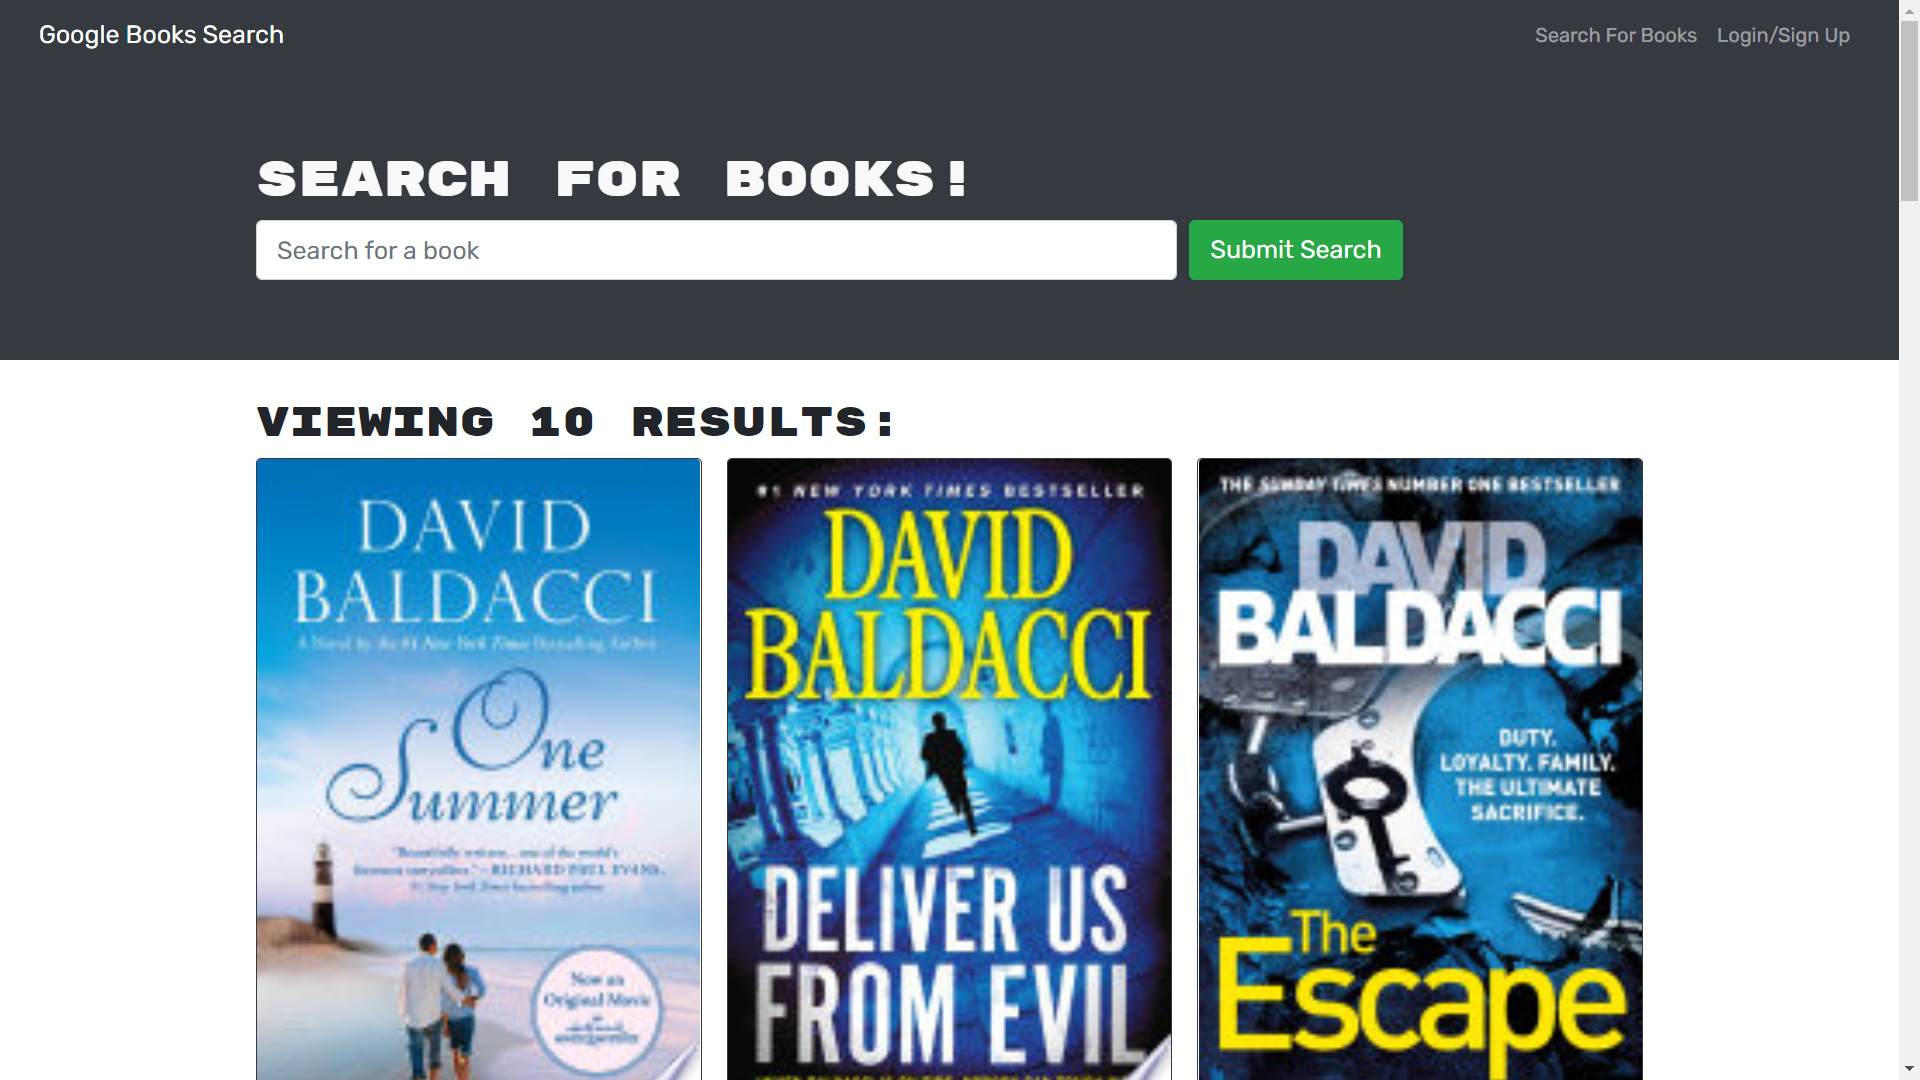 Google Books Search
Search For Books
Login/Sign Up
SEARCH FOR BOOKS!
Search for a book
Submit Search
VIEWING 10 RESULTS:
DAVID
BALDACCI
A Novel by the #1 New York Times Bestselling Author
One
Summer
"Beautifully written... one of the world's
storytellers." - RICHARD PAUL EVANS,
#1 New York Times bestselling author
Now an
Original Movie
#1 NEW YORK TIMES BESTSELLER
DAVID
BALDACCI
DELIVER US
FROM EVIL
THE SUNDAY TIMES NUMBER ONE BESTSELLER
DAVID
BALDACCI
DUTY.
LOYALTY. FAMILY.
THE ULTIMATE
SACRIFICE.
The
Escape